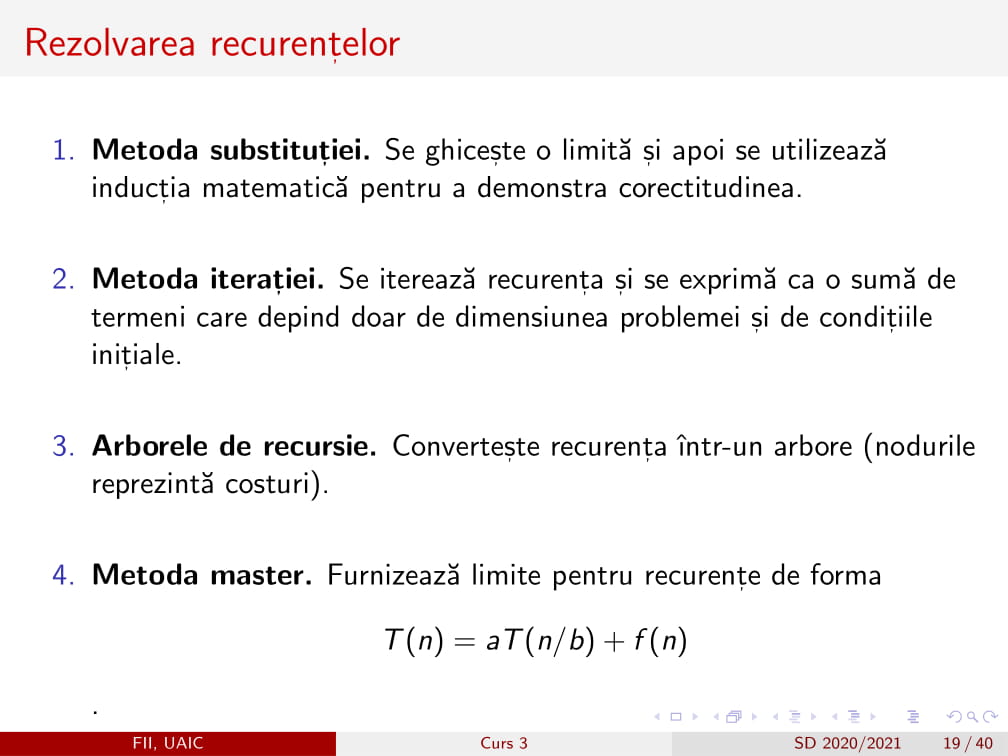 Rezolvarea recurențelor
1. Metoda substituției. Se ghicește o limită și apoi se utilizează
inducția matematică pentru a demonstra corectitudinea.
2. Metoda iterației. Se iterează recurența și se exprimă ca o sumă de
termeni care depind doar de dimensiunea problemei și de condițiile
inițiale.
3. Arborele de recursie. Convertește recurența într-un arbore (nodurile
reprezintă costuri).
4. Metoda master. Furnizează limite pentru recurențe de forma
T(n) = aT(n/b) + f(n)
.
FII, UAIC Curs 3 SD 2020/2021 19 / 40